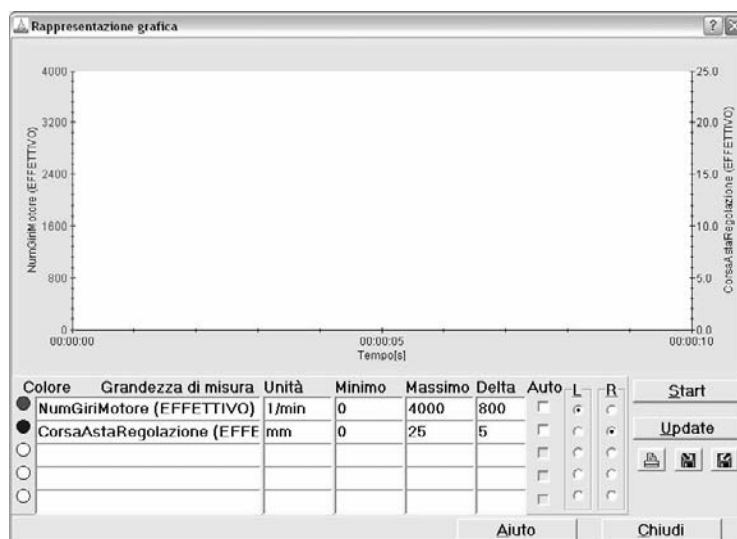 Rappresentazione grafica
4000
3200
2400
1600
800
0
NumGiriMotore (EFFETTIVO)
25.0
20.0
15.0
10.0
5.0
0.0
CorsaAstaRegolazione (EFFETTIVO)
00:00:00 00:00:05 00:00:10
Tempo[s]
Colore Grandezza di misura Unità Minimo Massimo Delta Auto L R
NumGiriMotore (EFFETTIVO) 1/min 0 4000 800
CorsaAstaRegolazione (EFFE mm 0 25 5
Start
Update
Aiuto Chiudi